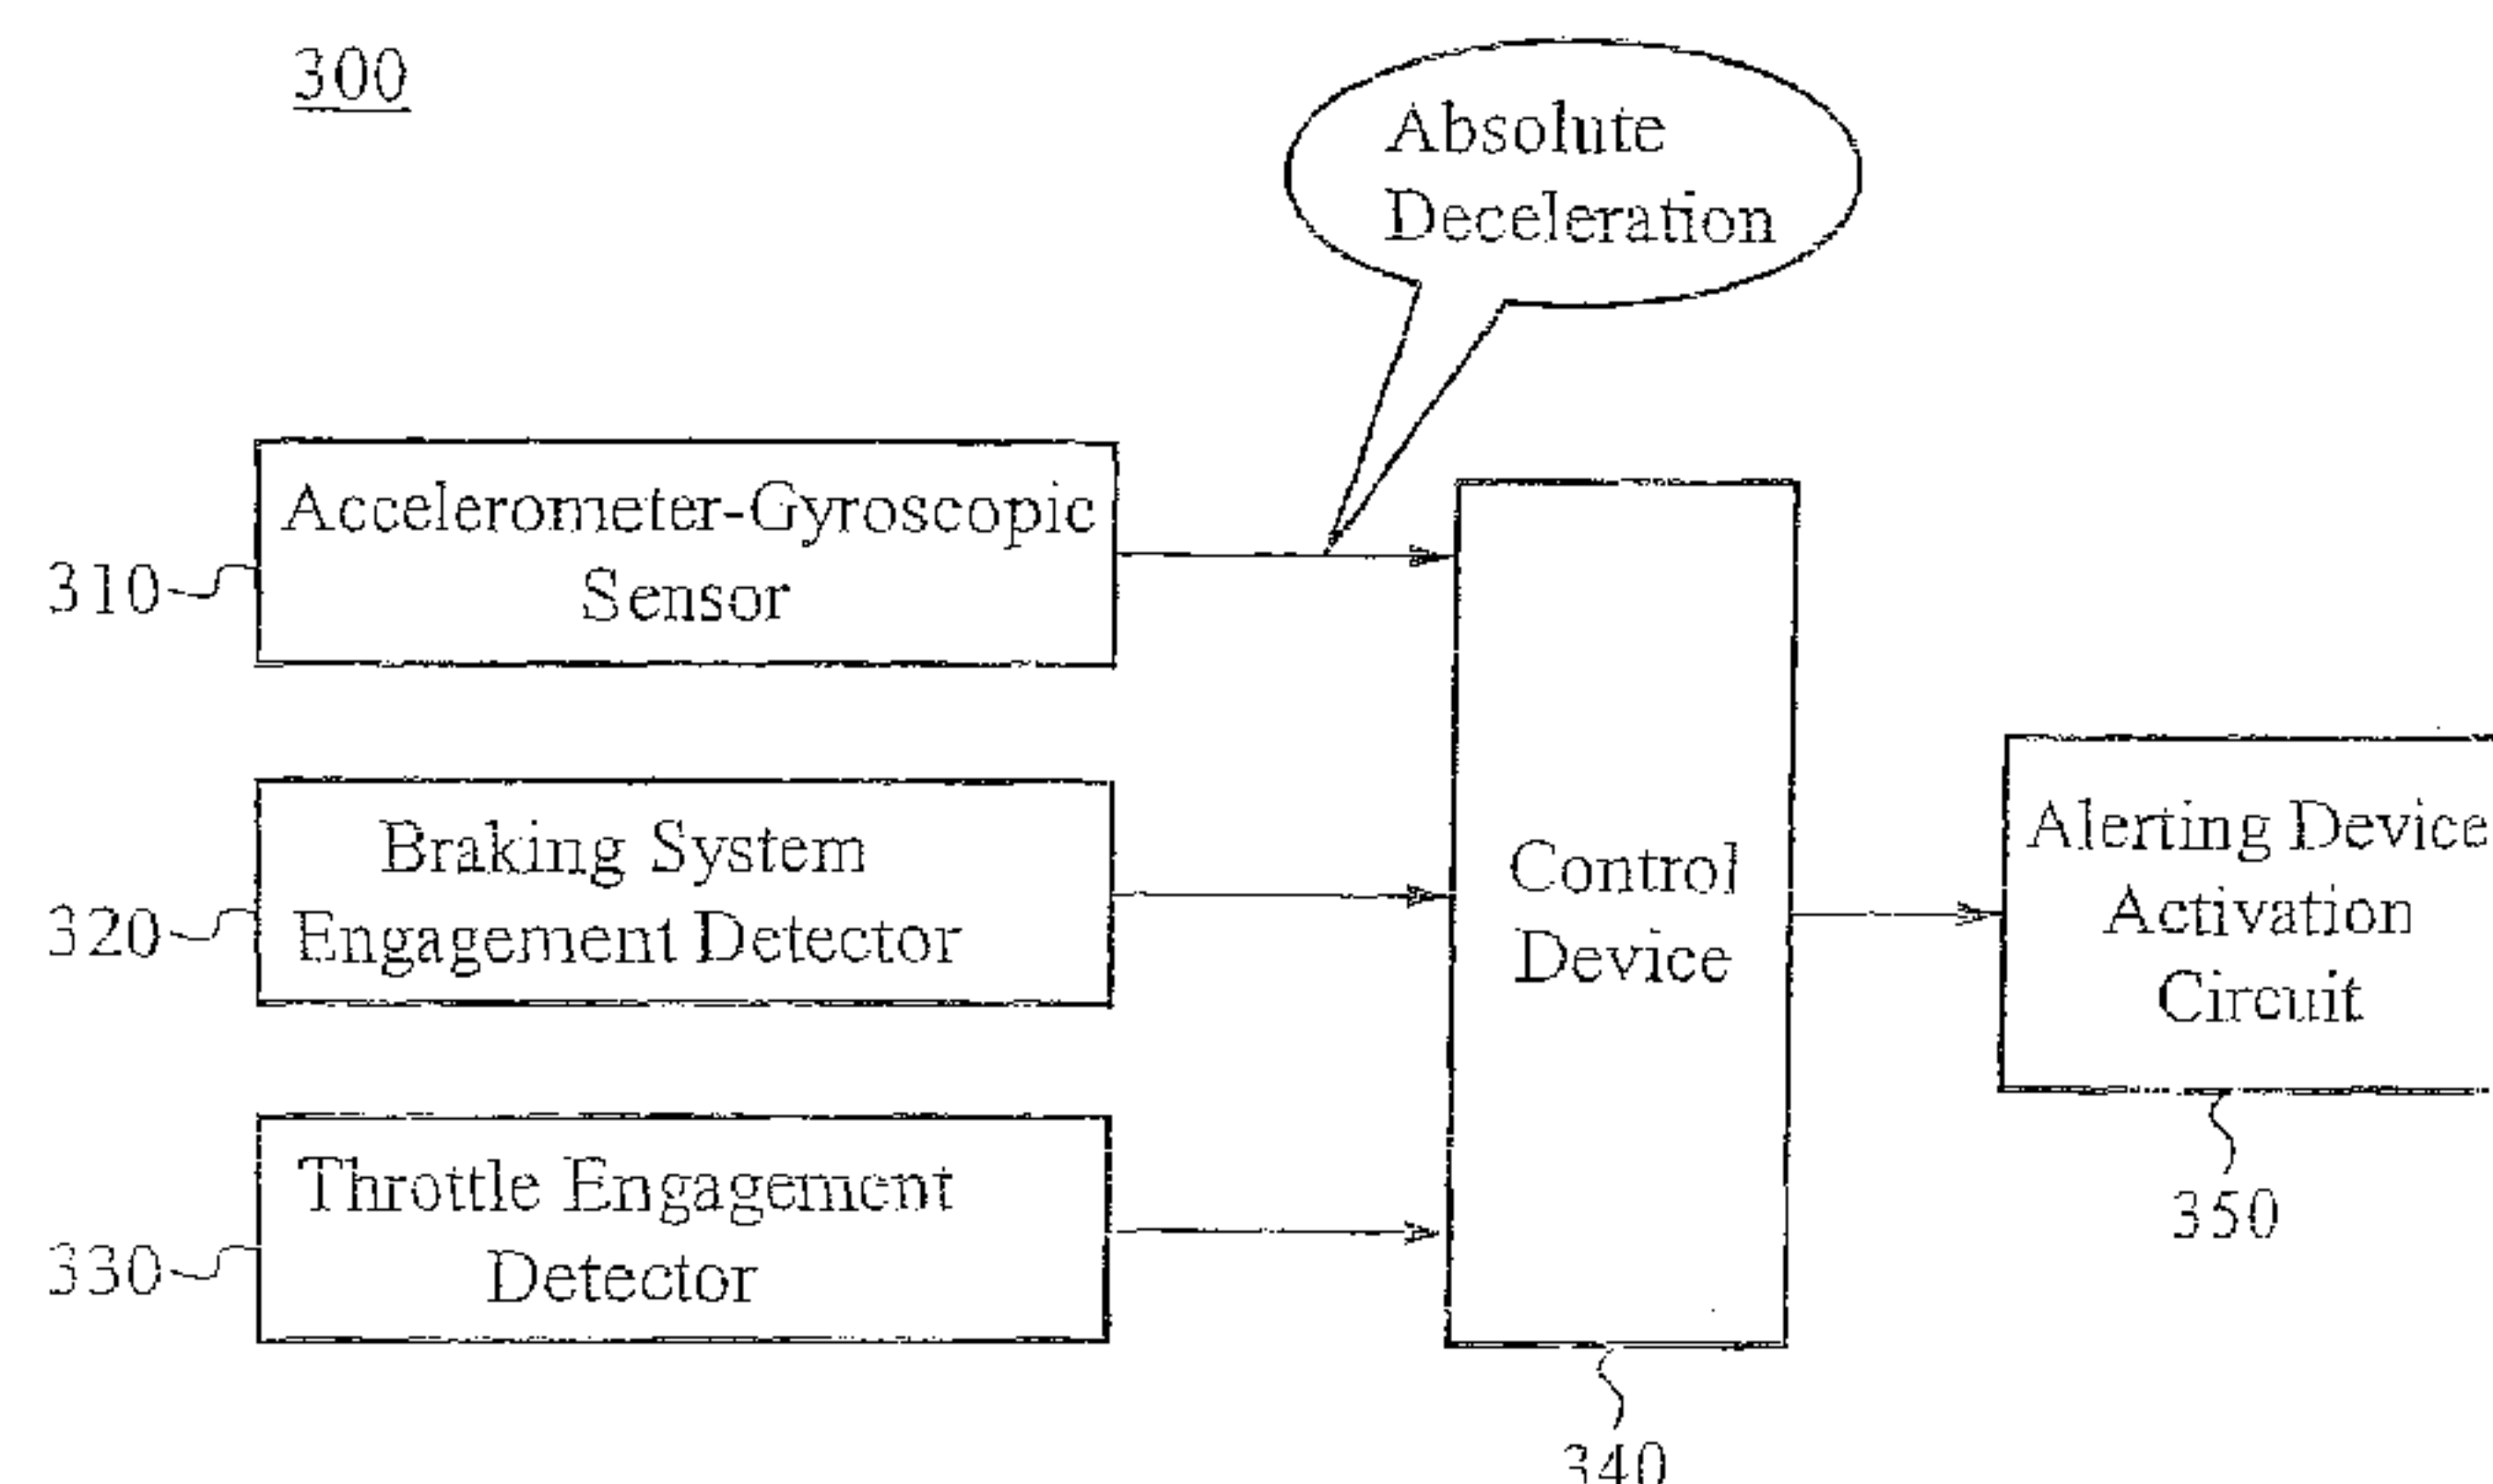 300
Absolute
Deceleration
Accelerometer-Gyroscopic
Sensor
310
Braking System
Engagement Detector
320
Throttle Engagement
Detector
330
Control
Device
340
Alerting Device
Activation
Circuit
350